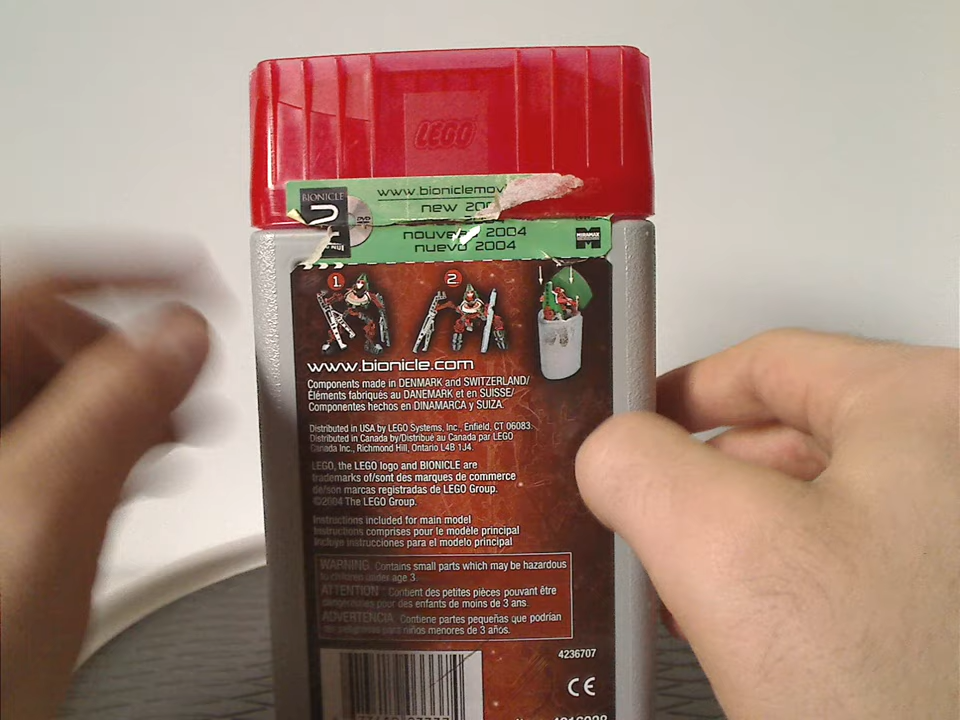 LEGO
BIONICLE
www.bioniclemov
new 200
DVD
2004
nouveau 2004
nuevo 2004
MIRAMAX
1 2
www.bionicle.com
Components made in DENMARK and SWITZERLAND/
Éléments fabriqués au DANEMARK et en SUISSE/
Componentes hechos en DINAMARCA y SUIZA.
Distributed in USA by LEGO Systems, Inc., Enfield, CT 06083.
Distributed in Canada by/Distribué au Canada par LEGO
Canada Inc., Richmond Hill, Ontario L4B 1J4.
LEGO, the LEGO logo and BIONICLE are
trademarks of/sont des marques de commerce
de/son marcas registradas de LEGO Group.
©2004 The LEGO Group.
Instructions included for main model
Instructions comprises pour le modèle principal
Incluye instrucciones para el modelo principal
WARNING: Contains small parts which may be hazardous
to children under age 3.
ATTENTION: Contient des petites pièces pouvant être
dangereuses pour des enfants de moins de 3 ans.
ADVERTENCIA: Contiene partes pequeñas que podrían
ser peligrosas para niños menores de 3 años.
4236707
CE